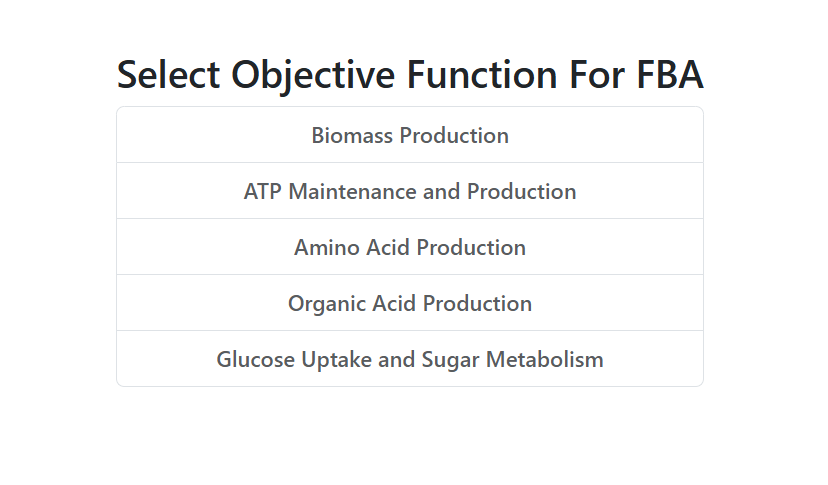 Select Objective Function For FBA
Biomass Production
ATP Maintenance and Production
Amino Acid Production
Organic Acid Production
Glucose Uptake and Sugar Metabolism